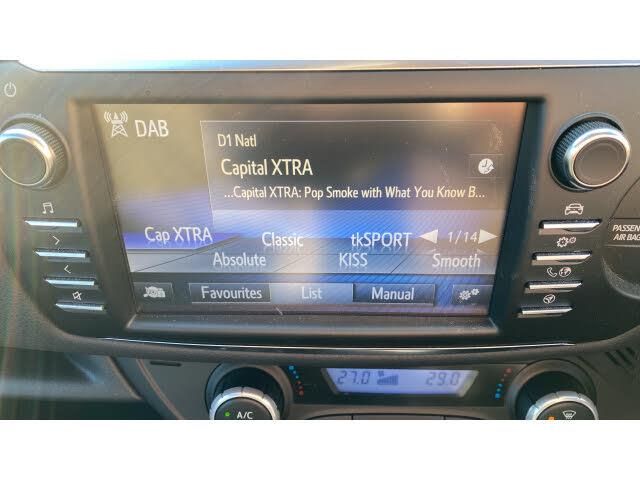 DAB
D1 Natl
Capital XTRA
...Capital XTRA: Pop Smoke with What You Know B...
Cap XTRA Classic tkSPORT 1/14
Absolute KISS Smooth
Favourites List Manual
PASSEN
AIR BAG
27.0 29.0
A/C